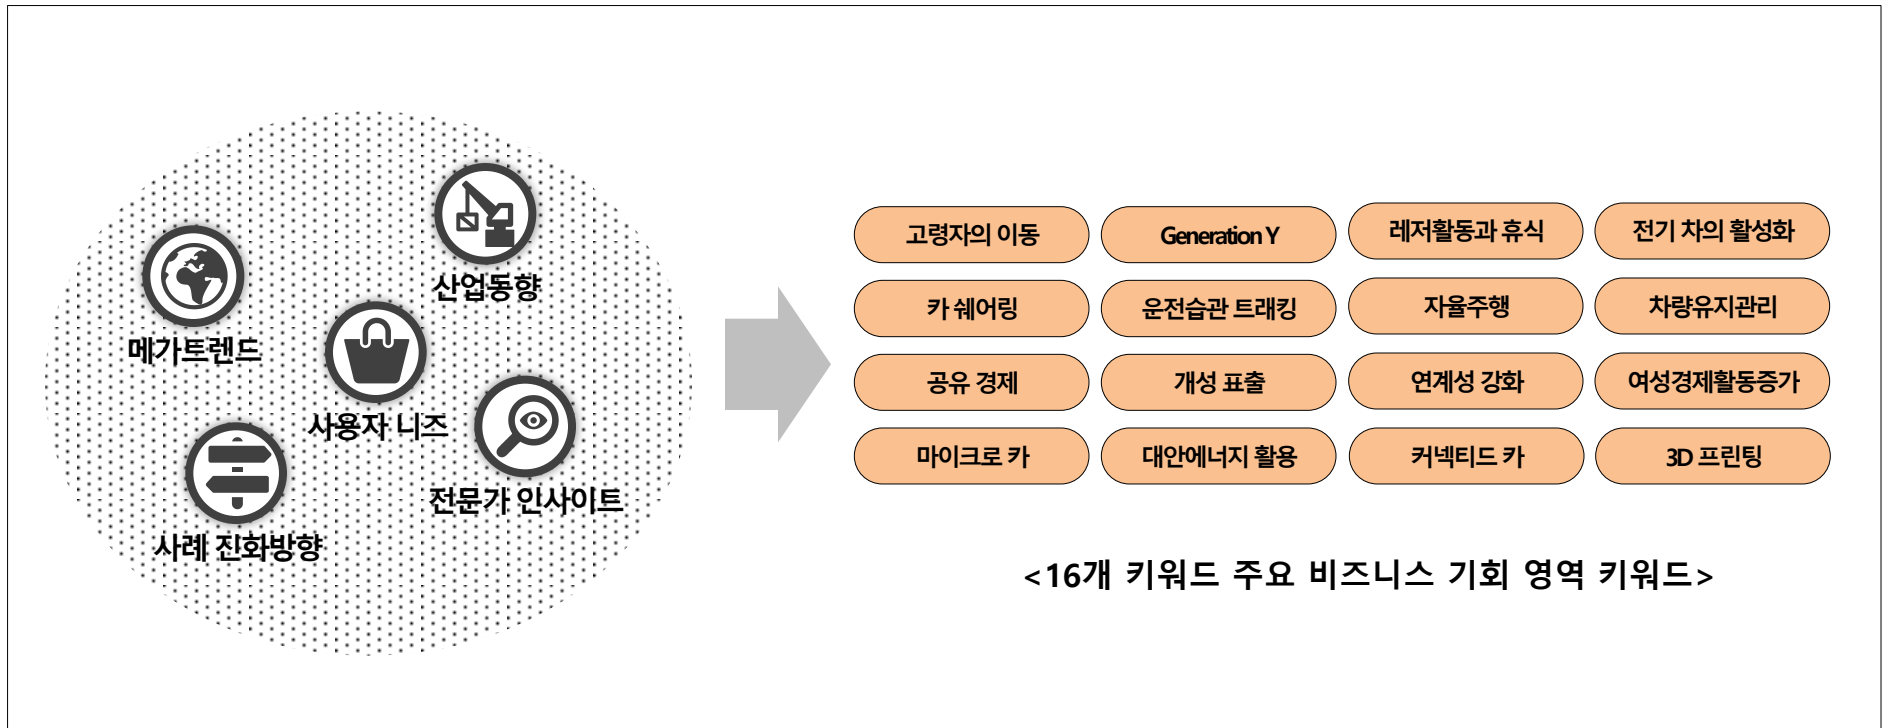 산업동향
메가트렌드
사용자 니즈
전문가 인사이트
사례 진화방향
고령자의 이동
Generation Y
레저활동과 휴식
전기 차의 활성화
카 쉐어링
운전습관 트래킹
자율주행
차량유지관리
공유 경제
개성 표출
연계성 강화
여성경제활동증가
마이크로 카
대안에너지 활용
커넥티드 카
3D 프린팅
<16개 키워드 주요 비즈니스 기회 영역 키워드>